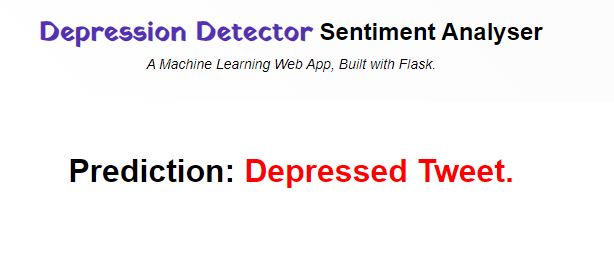 Depression Detector Sentiment Analyser
A Machine Learning Web App, Built with Flask.
Prediction: Depressed Tweet.